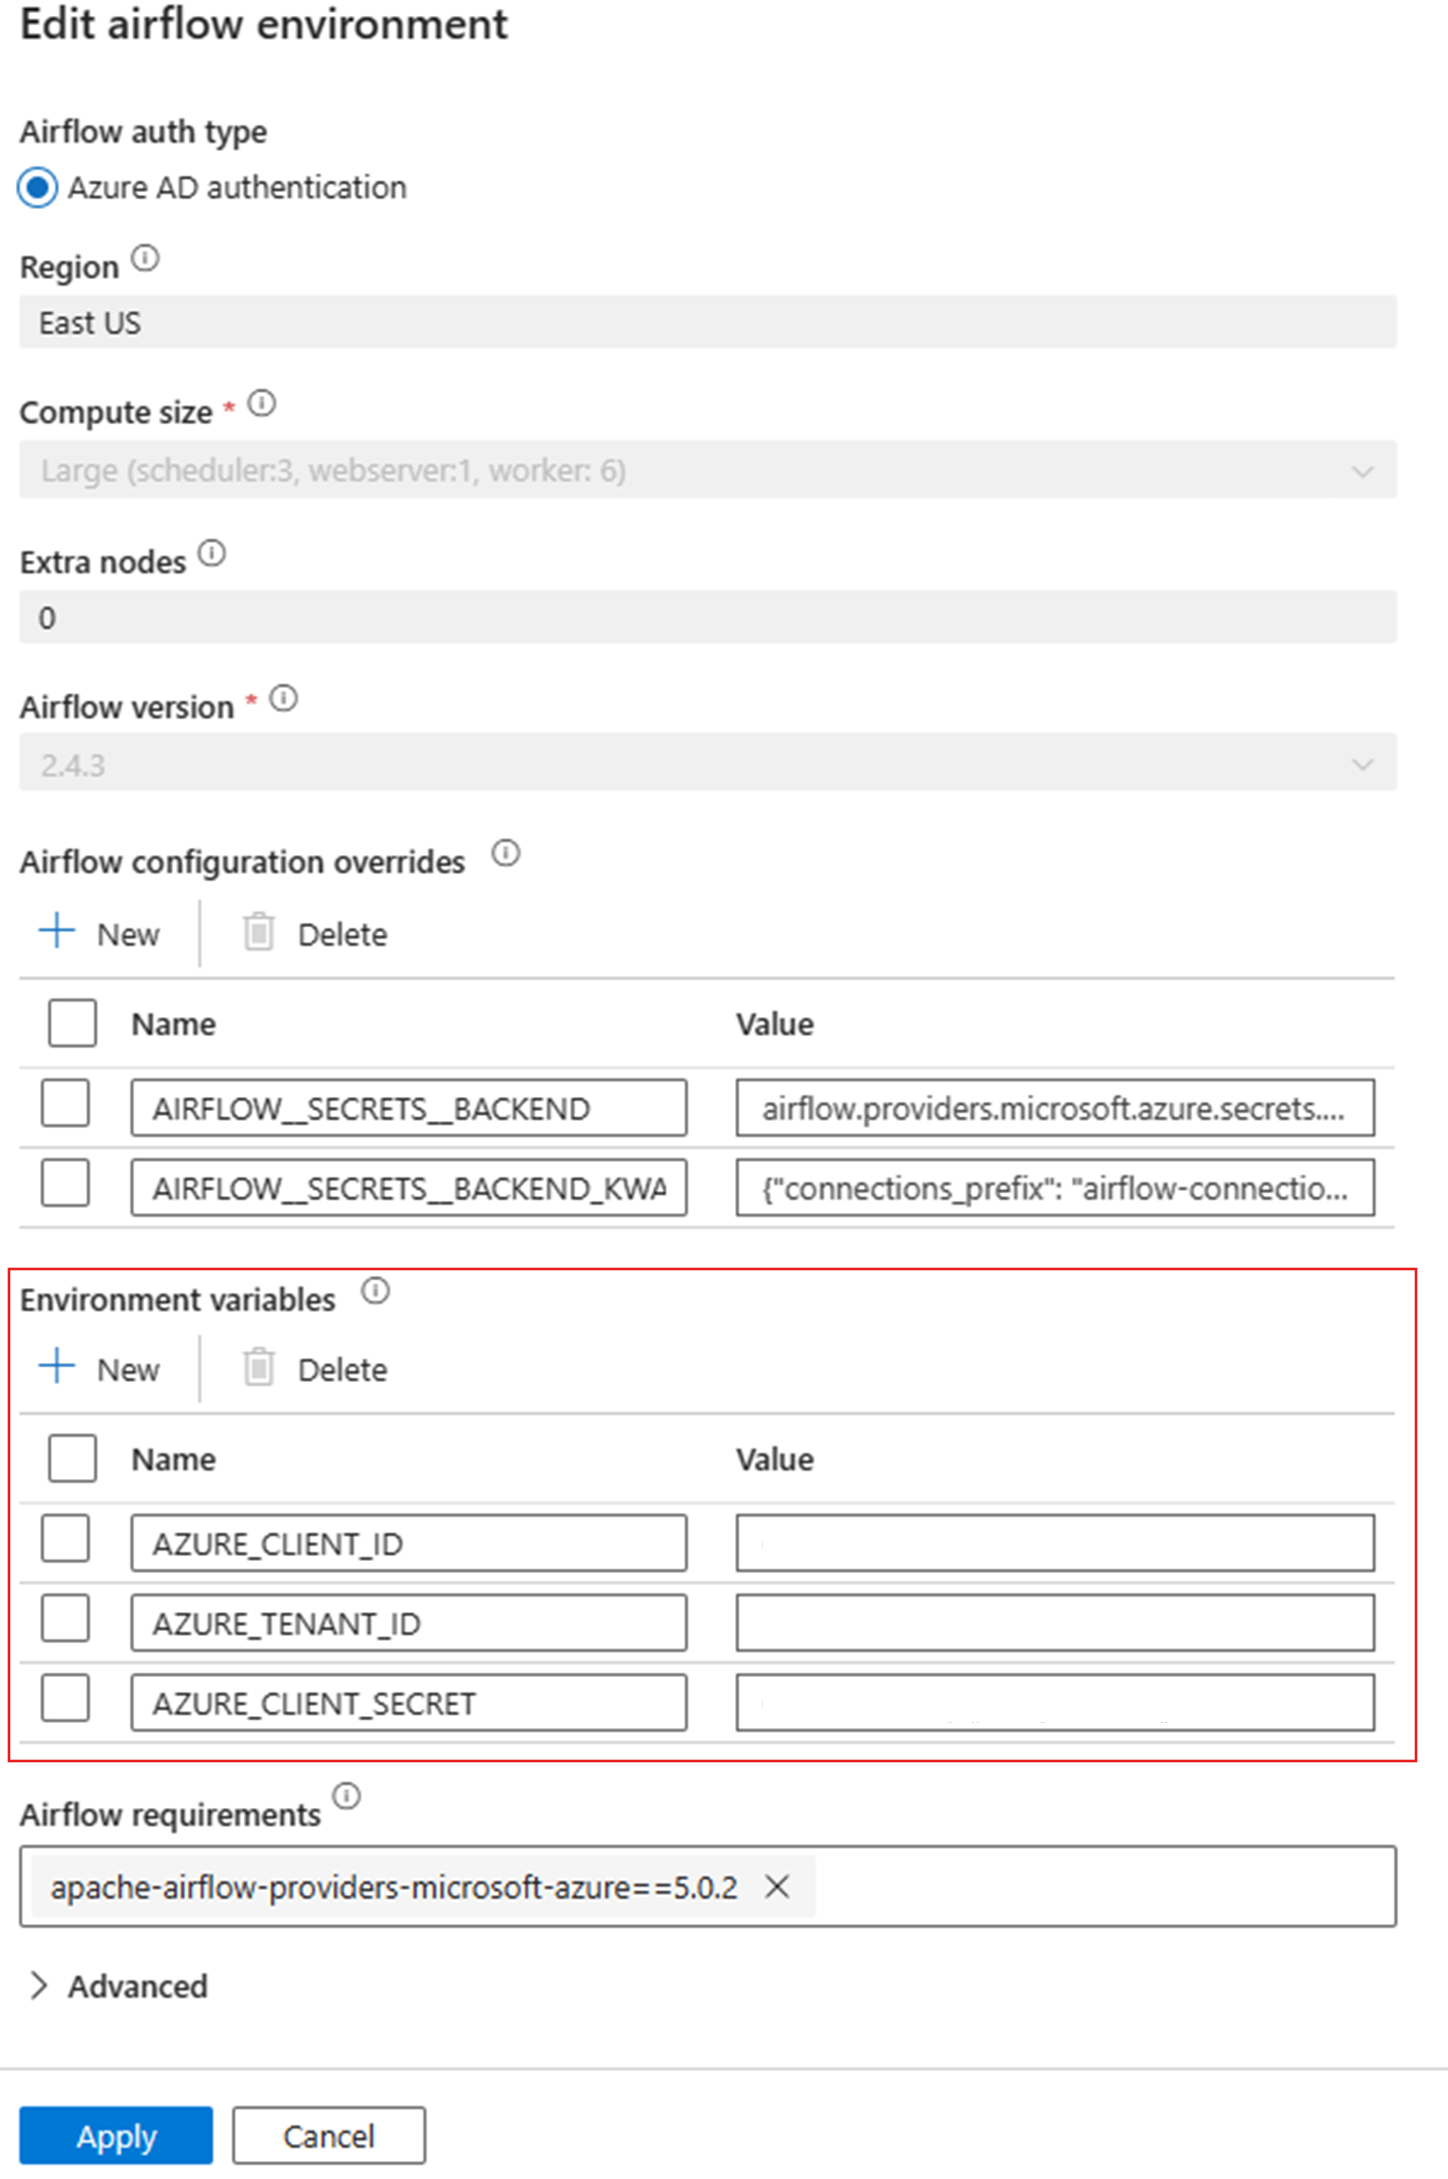 Edit airflow environment
Airflow auth type
Azure AD authentication
Region
East US
Compute size *
Large (scheduler:3, webserver:1, worker: 6)
Extra nodes
0
Airflow version *
2.4.3
Airflow configuration overrides
New Delete
Name Value
AIRFLOW__SECRETS__BACKEND airflow.providers.microsoft.azure.secrets....
AIRFLOW__SECRETS__BACKEND_KWA {"connections_prefix": "airflow-connectio...
Environment variables
New Delete
Name Value
AZURE_CLIENT_ID
AZURE_TENANT_ID
AZURE_CLIENT_SECRET
Airflow requirements
apache-airflow-providers-microsoft-azure==5.0.2
Advanced
Apply Cancel